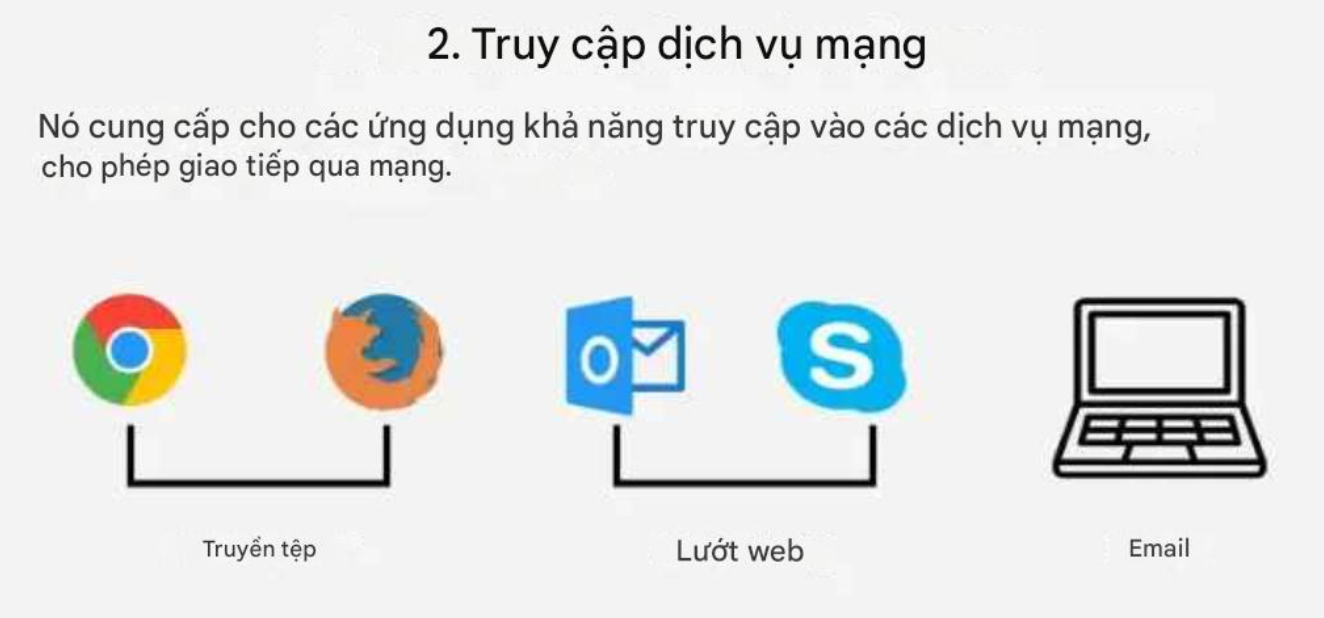 2. Truy cập dịch vụ mạng
Nó cung cấp cho các ứng dụng khả năng truy cập vào các dịch vụ mạng,
cho phép giao tiếp qua mạng.
Truyền tệp
Lướt web
Email